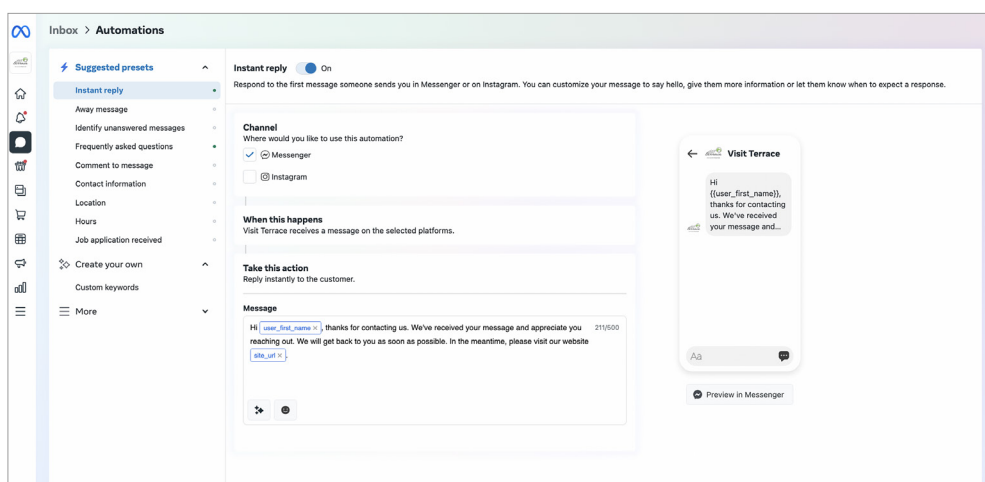 Inbox > Automations
Suggested presets
Instant reply
Away message
Identify unanswered messages
Frequently asked questions
Comment to message
Contact information
Location
Hours
Job application received
Create your own
Custom keywords
More
Instant reply On
Respond to the first message someone sends you in Messenger or on Instagram. You can customize your message to say hello, give them more information or let them know when to expect a response.
Channel
Where would you like to use this automation?
Messenger
Instagram
When this happens
Visit Terrace receives a message on the selected platforms.
Take this action
Reply instantly to the customer.
Message
Hi user_first_name ×, thanks for contacting us. We've received your message and appreciate you 211/500
reaching out. We will get back to you as soon as possible. In the meantime, please visit our website
site_url ×.
Visit Terrace
Hi
{{user_first_name}},
thanks for contacting
us. We've received
your message and...
Aa
Preview in Messenger